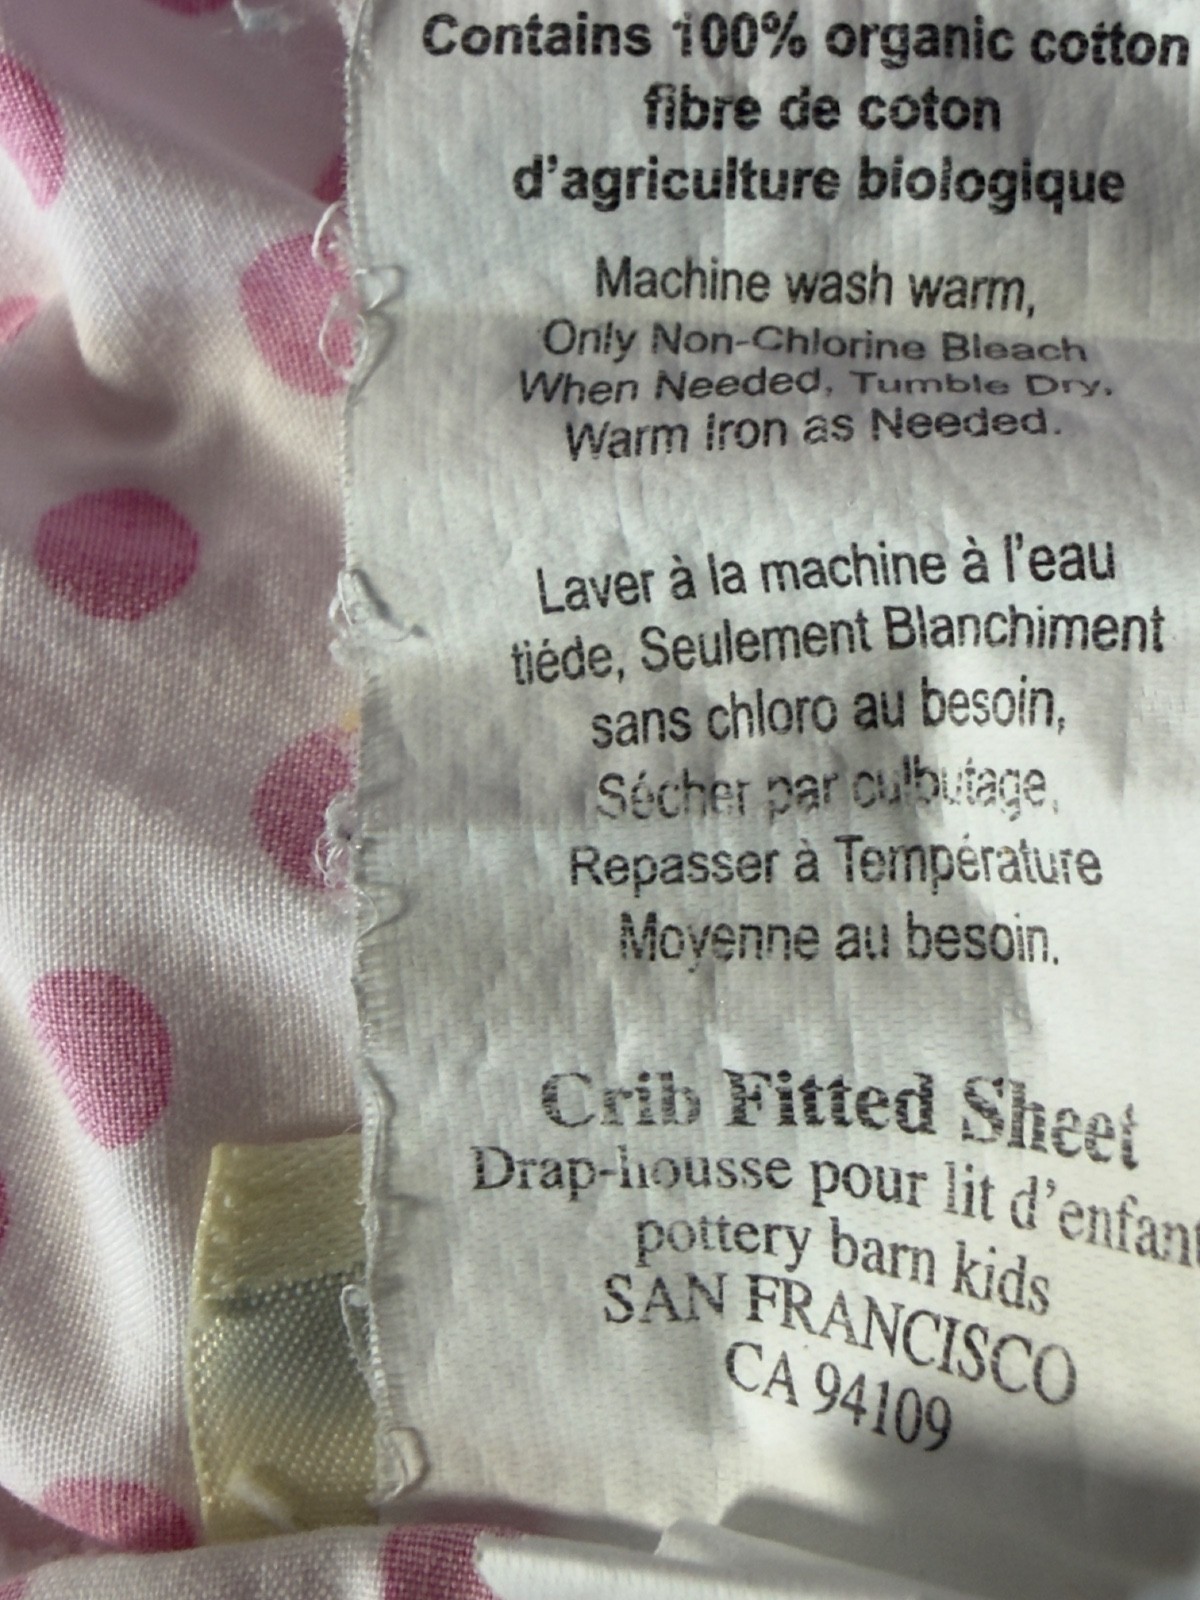 Contains 100% organic cotton
fibre de coton
d'agriculture biologique
Machine wash warm,
Only Non-Chlorine Bleach
When Needed, Tumble Dry.
Warm Iron as Needed.
Laver à la machine à l'eau
tiéde, Seulement Blanchiment
sans chloro au besoin,
Sécher par culbutage,
Repasser à Température
Moyenne au besoin.
Crib Fitted Sheet
Drap-housse pour lit d'enfant
pottery barn kids
SAN FRANCISCO
CA 94109